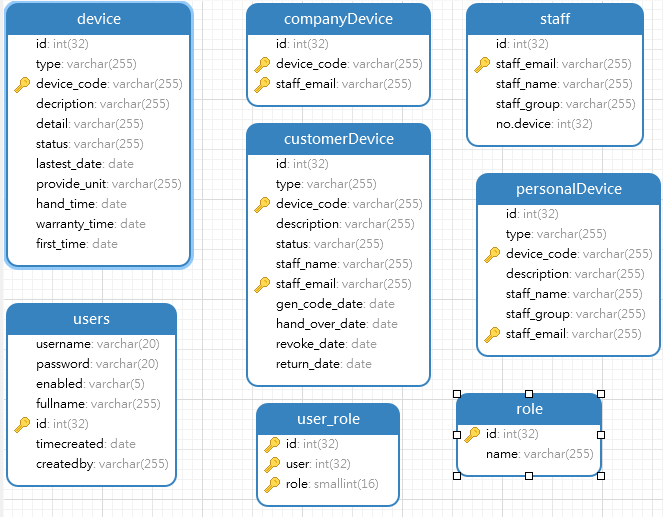 device
id: int(32)
type: varchar(255)
device_code: varchar(255)
decription: varchar(255)
detail: varchar(255)
status: varchar(255)
lastest_date: date
provide_unit: varchar(255)
hand_time: date
warranty_time: date
first_time: date
companyDevice
id: int(32)
device_code: varchar(255)
staff_email: varchar(255)
staff
id: int(32)
staff_email: varchar(255)
staff_name: varchar(255)
staff_group: varchar(255)
no.device: int(32)
customerDevice
id: int(32)
type: varchar(255)
device_code: varchar(255)
description: varchar(255)
status: varchar(255)
staff_name: varchar(255)
staff_email: varchar(255)
gen_code_date: date
hand_over_date: date
revoke_date: date
return_date: date
personalDevice
id: int(32)
type: varchar(255)
device_code: varchar(255)
description: varchar(255)
staff_name: varchar(255)
staff_group: varchar(255)
staff_email: varchar(255)
users
username: varchar(20)
password: varchar(20)
enabled: varchar(5)
fullname: varchar(255)
id: int(32)
timecreated: date
createdby: varchar(255)
user_role
id: int(32)
user: int(32)
role: smallint(16)
role
id: int(32)
name: varchar(255)